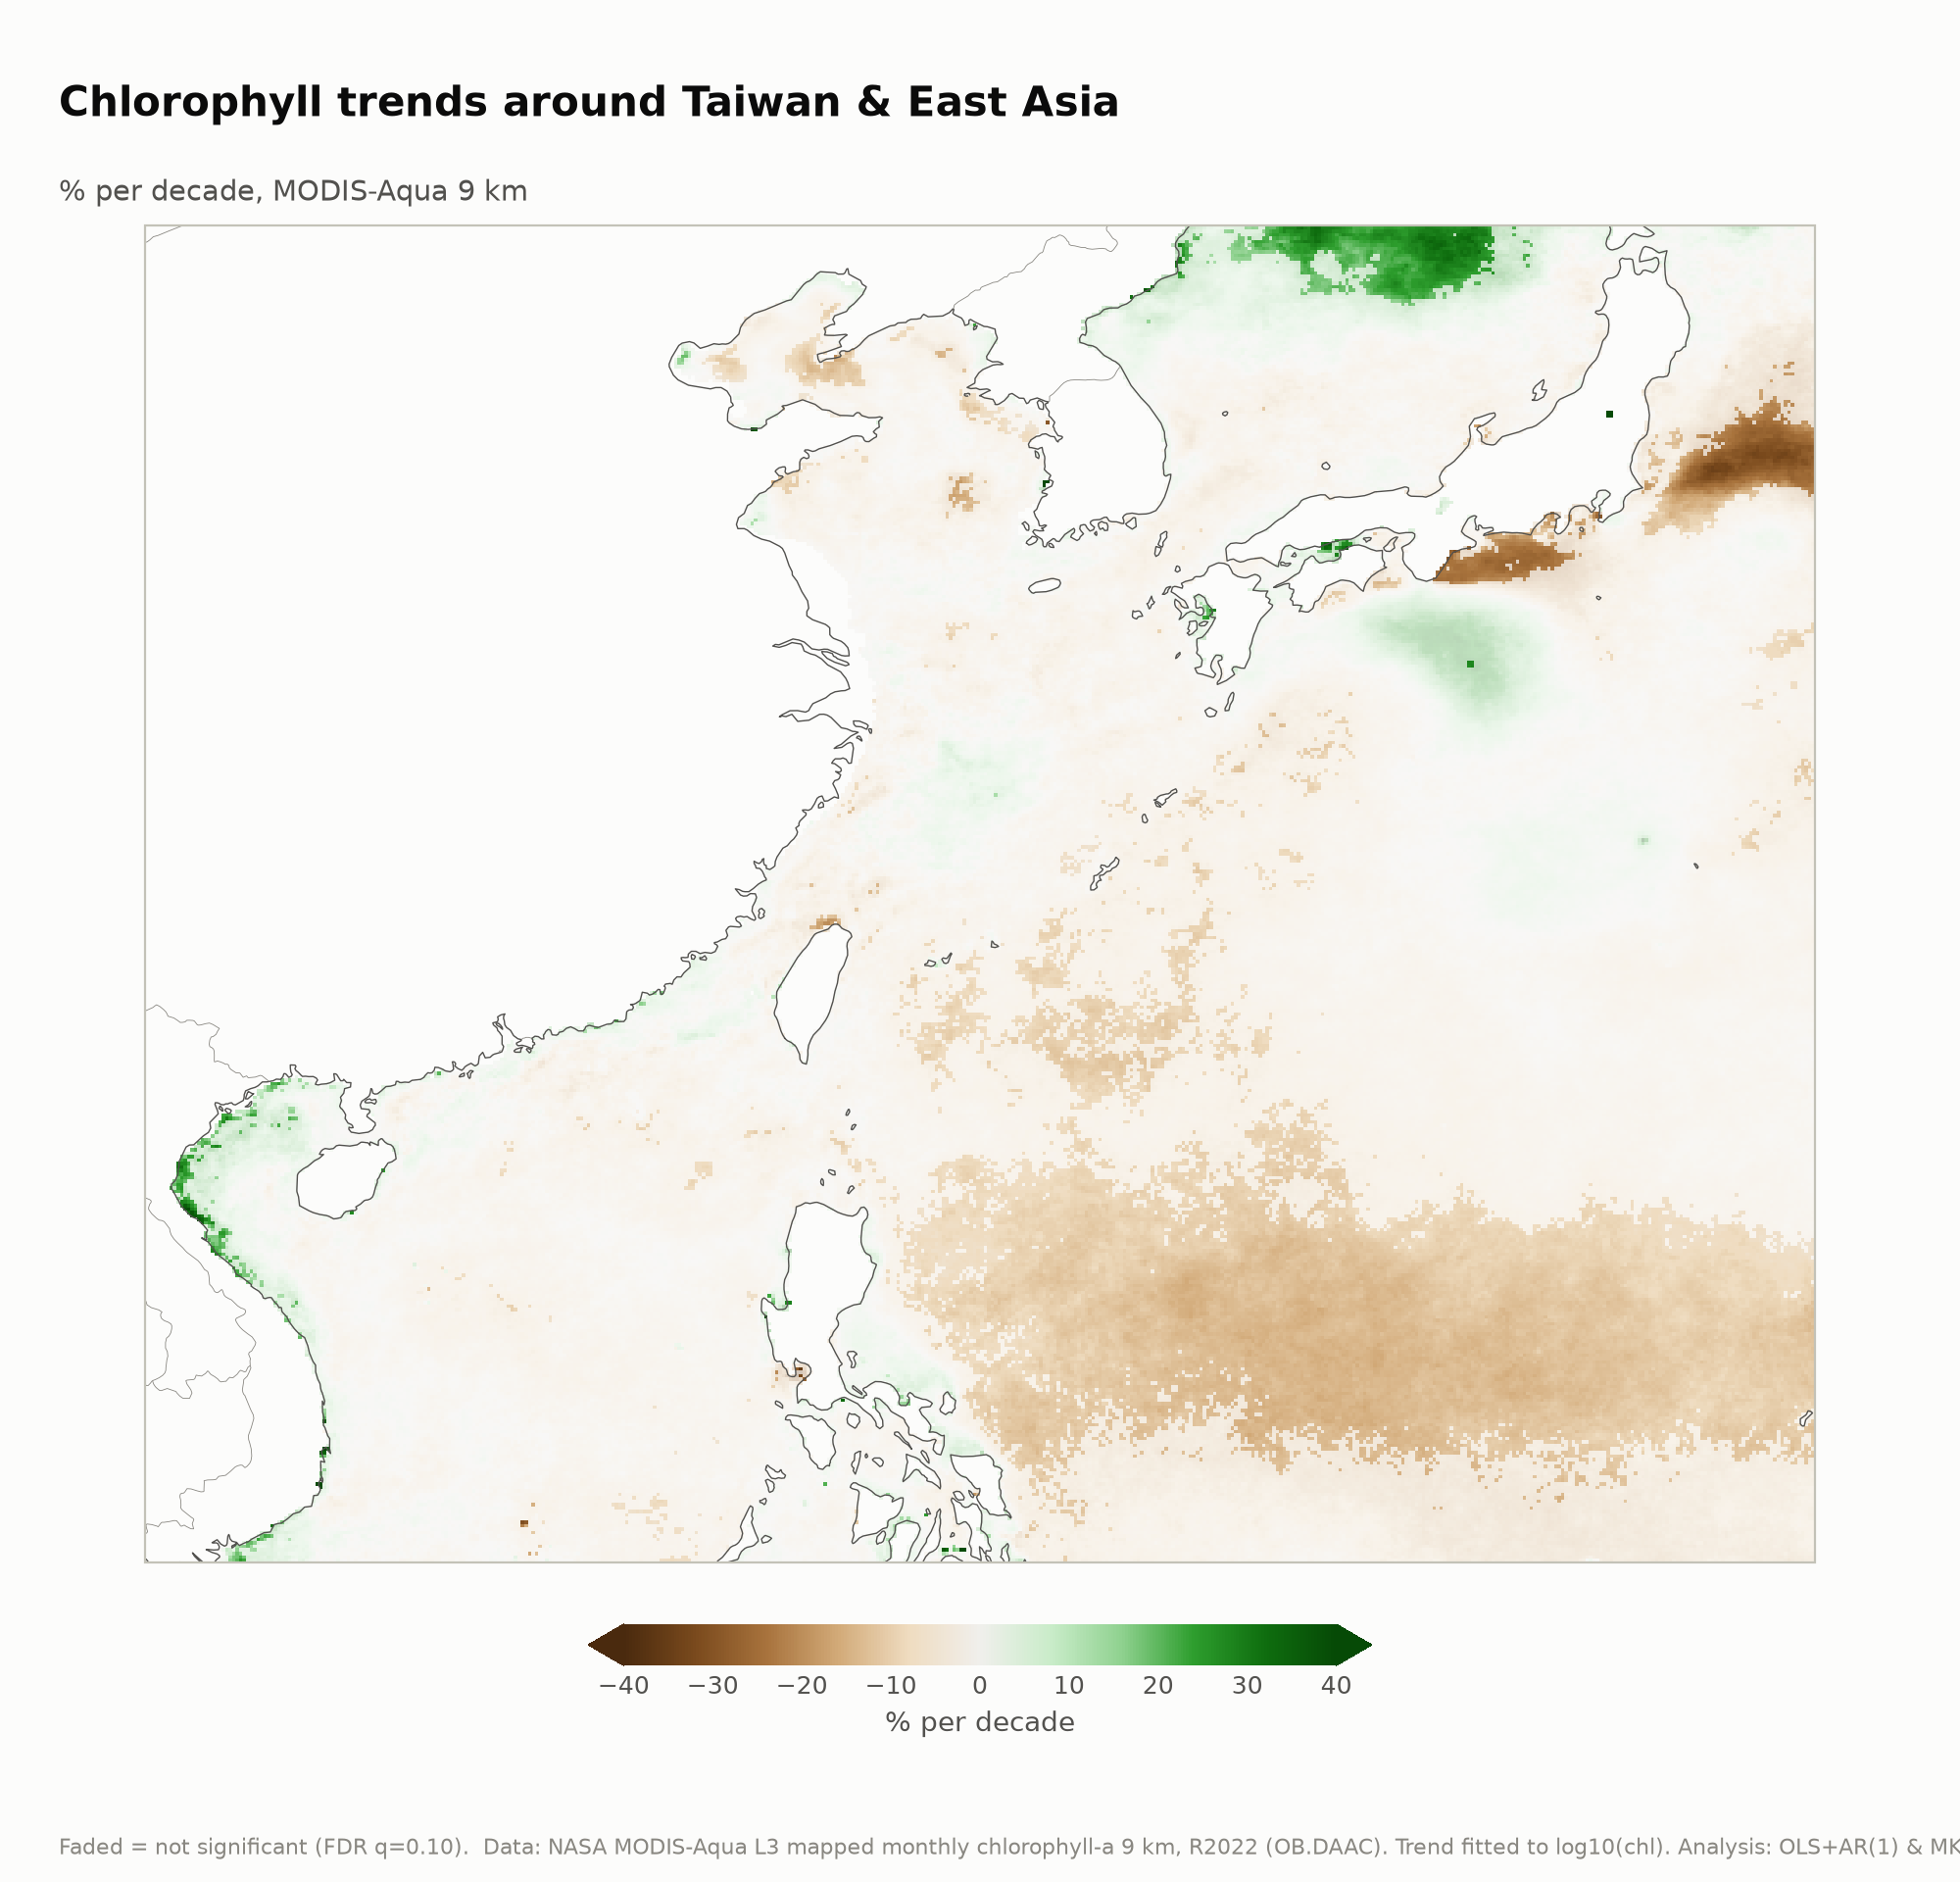 Chlorophyll trends around Taiwan & East Asia
% per decade, MODIS-Aqua 9 km
−40 −30 −20 −10 0 10 20 30 40
% per decade
Faded = not significant (FDR q=0.10).  Data: NASA MODIS-Aqua L3 mapped monthly chlorophyll-a 9 km, R2022 (OB.DAAC). Trend fitted to log10(chl). Analysis: OLS+AR(1) & MK